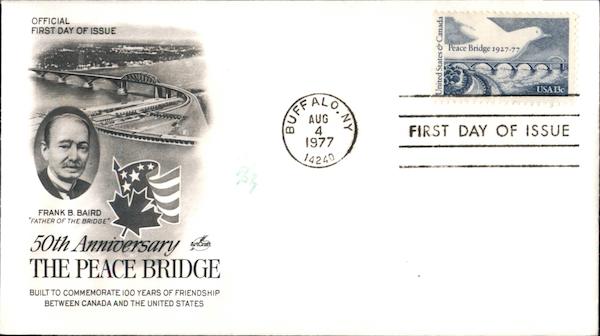 OFFICIAL
FIRST DAY OF ISSUE
FRANK B. BAIRD
"FATHER OF THE BRIDGE"
50th Anniversary
ArtCraft
THE PEACE BRIDGE
BUILT TO COMMEMORATE 100 YEARS OF FRIENDSHIP
BETWEEN CANADA AND THE UNITED STATES
BUFFALO, NY
AUG
4
1977
14240
United States & Canada
Peace Bridge 1927-77
USA 13c
FIRST DAY OF ISSUE